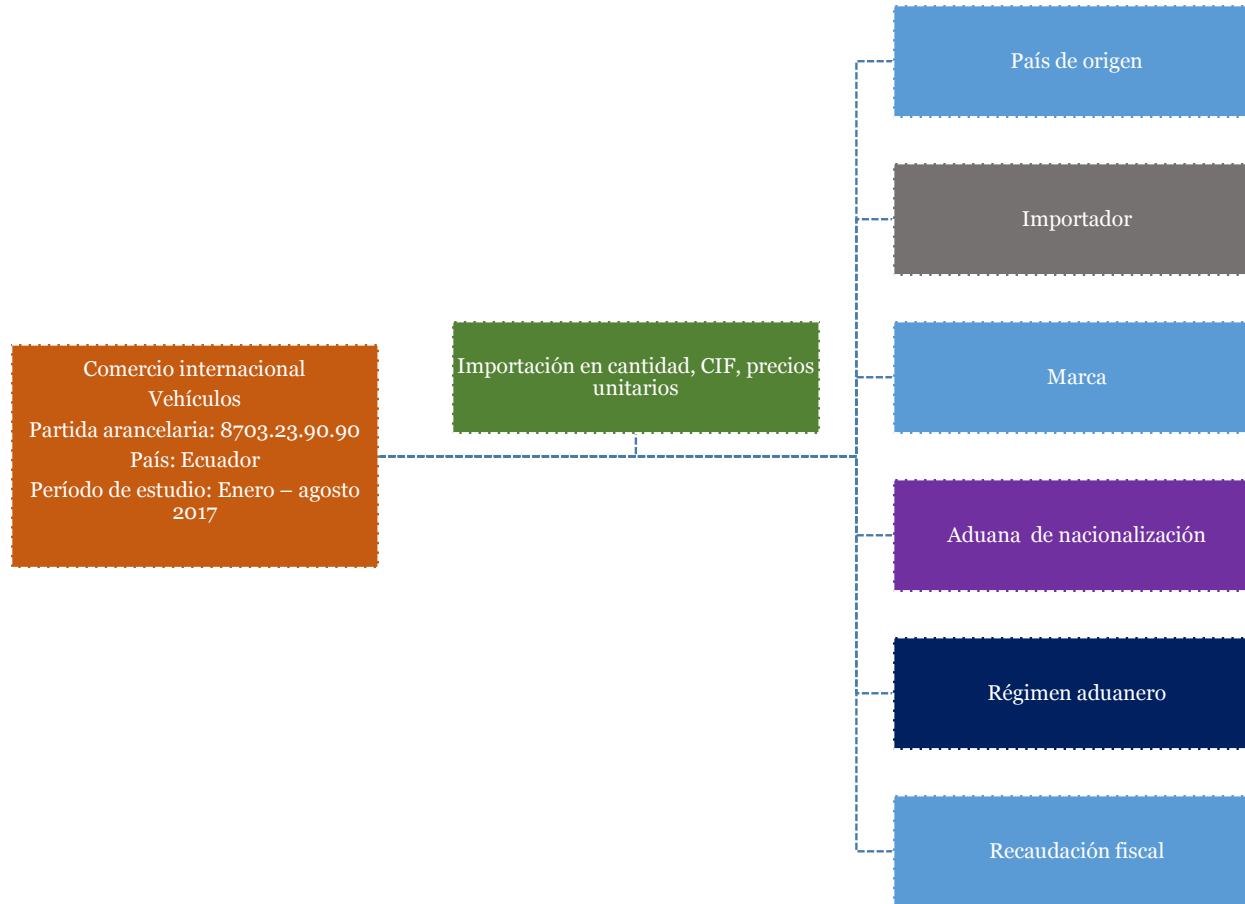 País de origen
Importador
Comercio internacional
Vehículos
Partida arancelaria: 8703.23.90.90
País: Ecuador
Período de estudio: Enero – agosto
2017
Importación en cantidad, CIF, precios
unitarios
Marca
Aduana  de nacionalización
Régimen aduanero
Recaudación fiscal